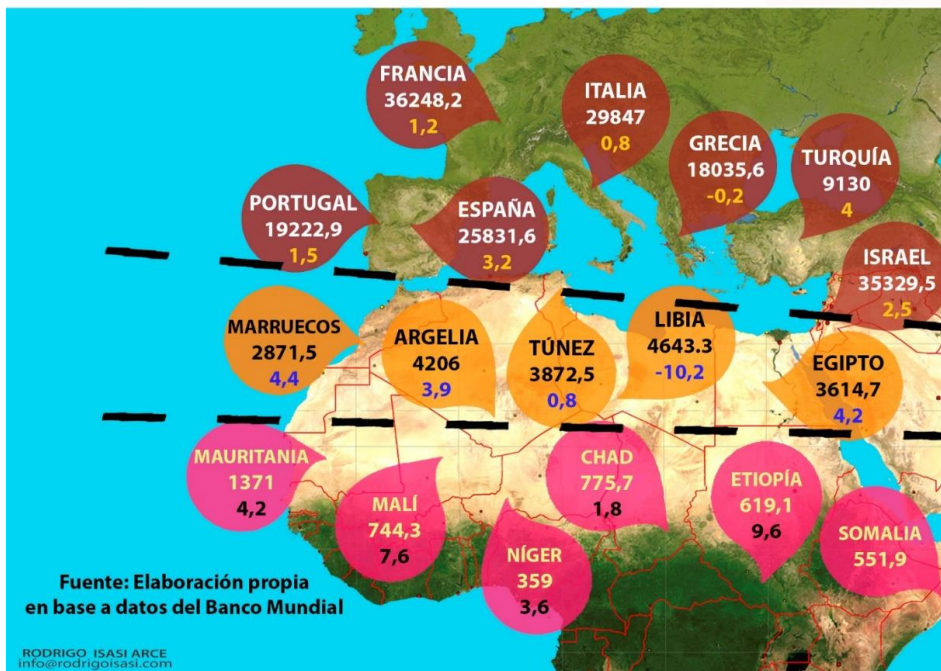 FRANCIA
36248,2
1,2
ITALIA
29847
0,8
GRECIA
18035,6
-0,2
TURQUÍA
9130
4
PORTUGAL
19222,9
1,5
ESPAÑA
25831,6
3,2
ISRAEL
35329,5
2,5
MARRUECOS
2871,5
4,4
ARGELIA
4206
3,9
TÚNEZ
3872,5
0,8
LIBIA
4643.3
-10,2
EGIPTO
3614,7
4,2
MAURITANIA
1371
4,2
MALÍ
744,3
7,6
NÍGER
359
3,6
CHAD
775,7
1,8
ETIOPÍA
619,1
9,6
SOMALIA
551,9
Fuente: Elaboración propia
en base a datos del Banco Mundial
RODRIGO ISASI ARCE
info@rodrigoisasi.com